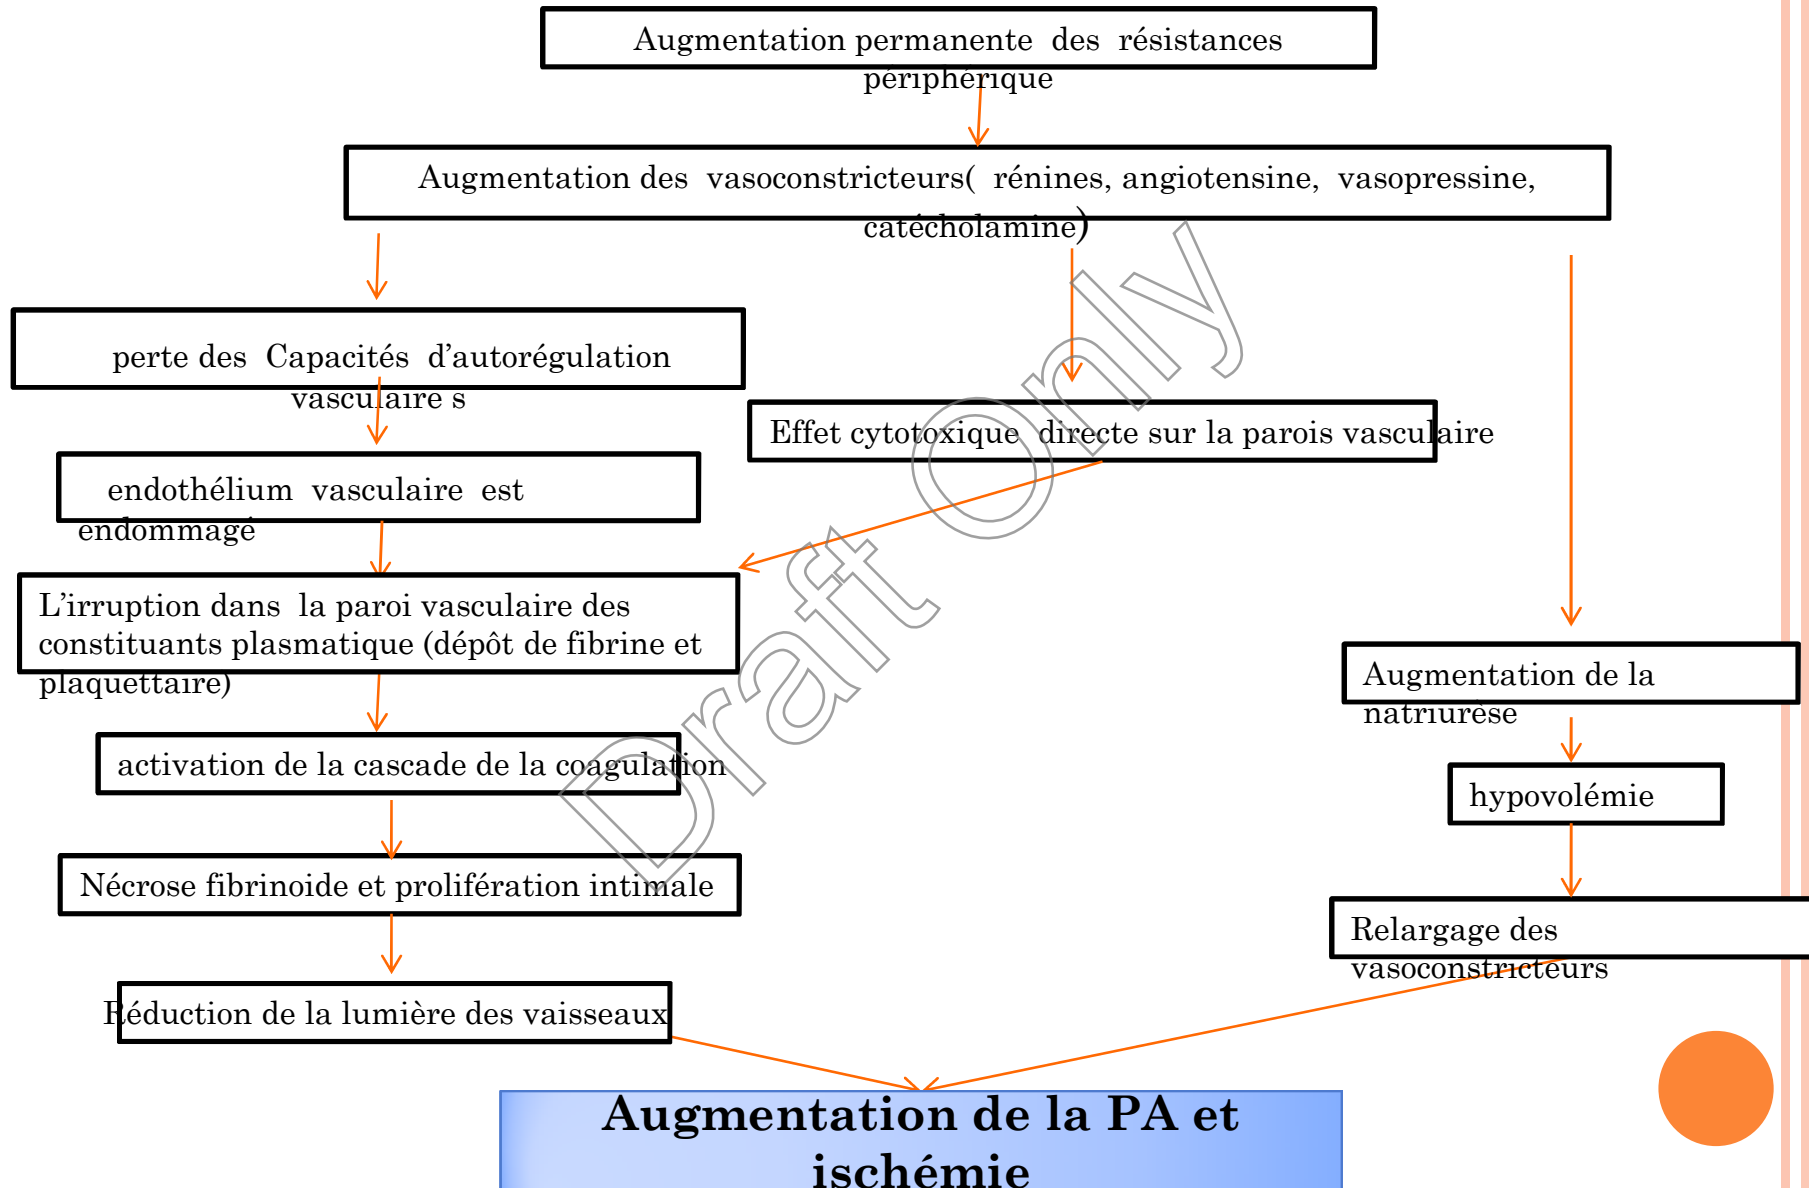 Augmentation permanente des résistances
périphérique
Augmentation des vasoconstricteurs( rénines, angiotensine, vasopressine,
catécholamine)
perte des Capacités d'autorégulation
vasculaire s
Effet cytotoxique directe sur la parois vasculaire
endothélium vasculaire est
endommagé
L'irruption dans la paroi vasculaire des
constituants plasmatique (dépôt de fibrine et
plaquettaire)
Augmentation de la
natriurèse
activation de la cascade de la coagulation
hypovolémie
Nécrose fibrinoide et prolifération intimale
Relargage des
vasoconstricteurs
Réduction de la lumière des vaisseaux
Augmentation de la PA et
ischémie
Draft Only